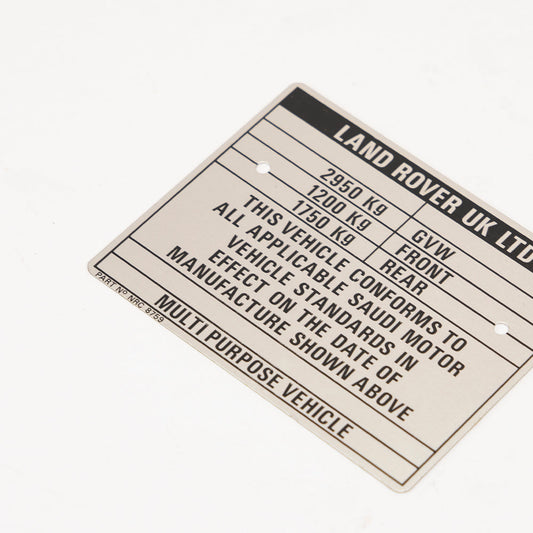 LAND ROVER UK LTD
2950 Kg GVW
1200 Kg FRONT
1750 Kg REAR
THIS VEHICLE CONFORMS TO
ALL APPLICABLE SAUDI MOTOR
VEHICLE STANDARDS IN
EFFECT ON THE DATE OF
MANUFACTURE SHOWN ABOVE
MULTI PURPOSE VEHICLE
PART No NRC 8759